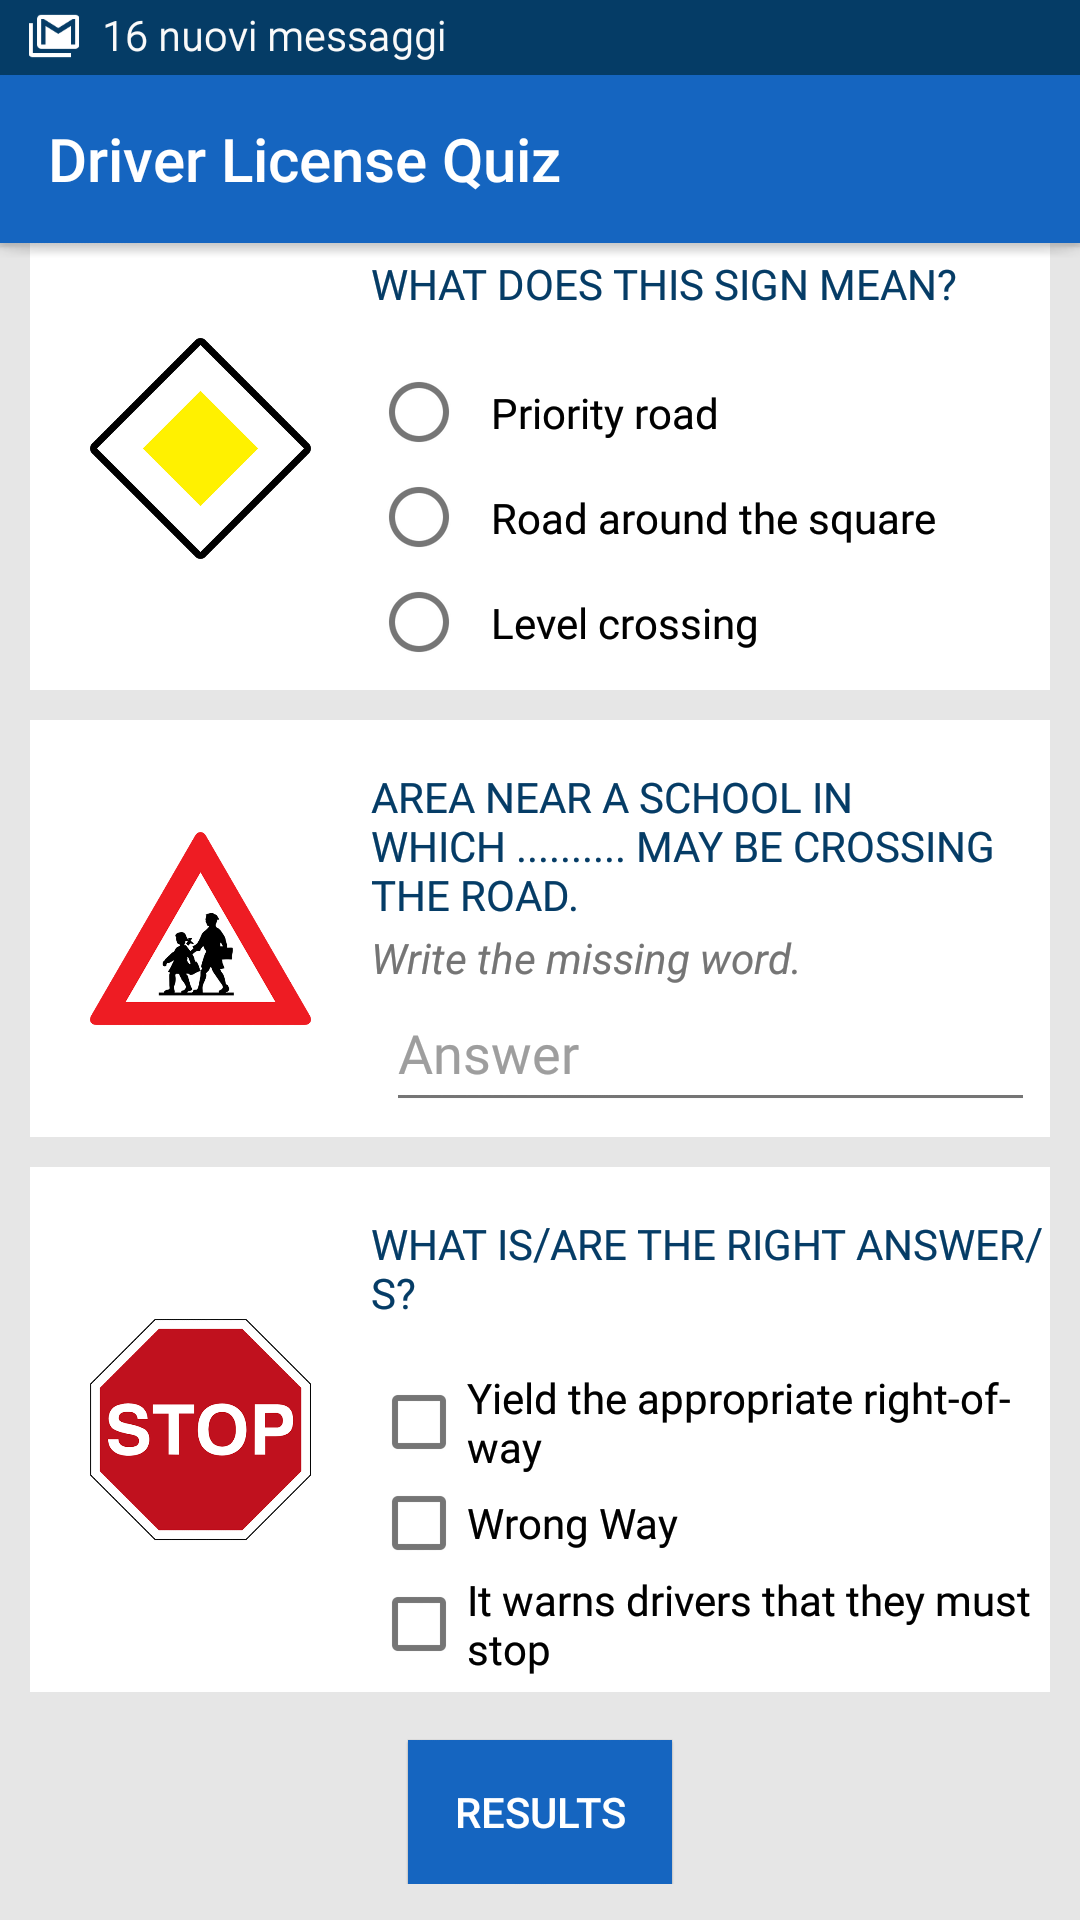 16 nuovi messaggi
Driver License Quiz
WHAT DOES THIS SIGN MEAN?
Priority road
Road around the square
Level crossing
AREA NEAR A SCHOOL IN
WHICH .......... MAY BE CROSSING
THE ROAD.
Write the missing word.
Answer
WHAT IS/ARE THE RIGHT ANSWER/
S?
STOP
Yield the appropriate right-of-
way
Wrong Way
It warns drivers that they must
stop
RESULTS